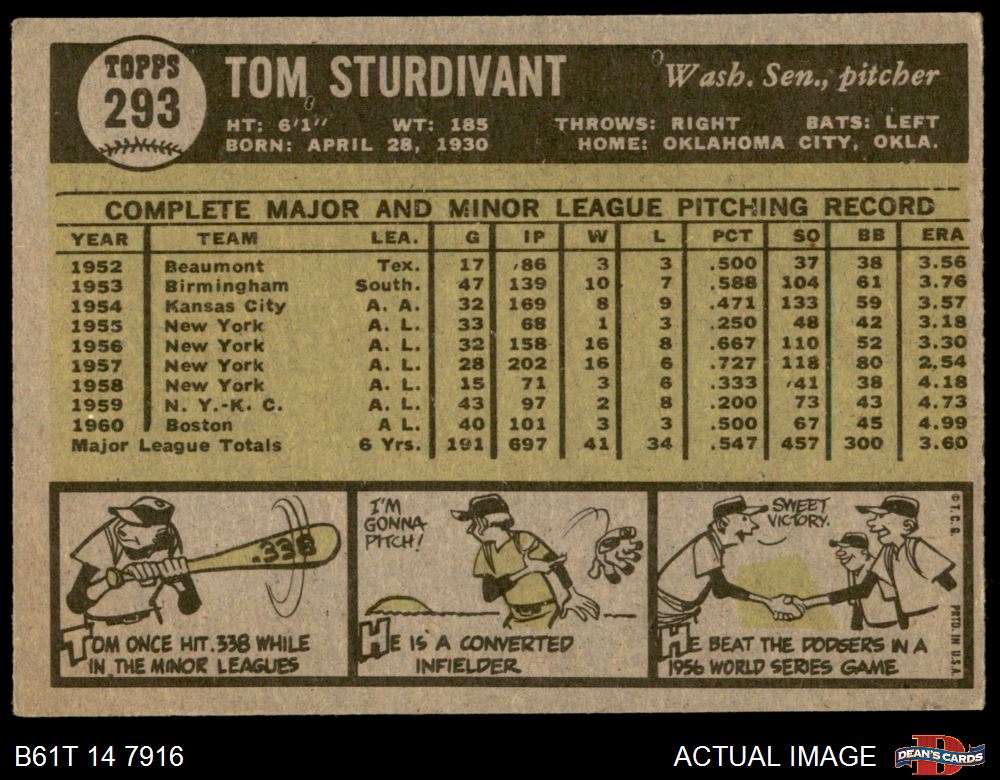 TOPPS
293
TOM STURDIVANT
Wash. Sen., pitcher
HT: 6'1" WT: 185 THROWS: RIGHT BATS: LEFT
BORN: APRIL 28, 1930 HOME: OKLAHOMA CITY, OKLA.
COMPLETE MAJOR AND MINOR LEAGUE PITCHING RECORD
YEAR TEAM LEA. G IP W L PCT SO BB ERA
1952 Beaumont Tex. 17 86 3 3 .500 37 38 3.56
1953 Birmingham South. 47 139 10 7 .588 104 61 3.76
1954 Kansas City A. A. 32 169 8 9 .471 133 59 3.57
1955 New York A. L. 33 68 1 3 .250 48 42 3.18
1956 New York A. L. 32 158 16 8 .667 110 52 3.30
1957 New York A. L. 28 202 16 6 .727 118 80 2.54
1958 New York A. L. 15 71 3 6 .333 41 38 4.18
1959 N. Y.-K. C. A. L. 43 97 2 8 .200 73 43 4.73
1960 Boston A L. 40 101 3 3 .500 67 45 4.99
Major League Totals 6 Yrs. 191 697 41 34 .547 457 300 3.60
.338
TOM ONCE HIT .338 WHILE
IN THE MINOR LEAGUES
I'M
GONNA
PITCH!
HE IS A CONVERTED
INFIELDER
SWEET
VICTORY.
HE BEAT THE DODGERS IN A
1956 WORLD SERIES GAME
© T. C. G. PRTD. IN U.S.A.
B61T 14 7916
ACTUAL IMAGE
DEAN'S CARDS